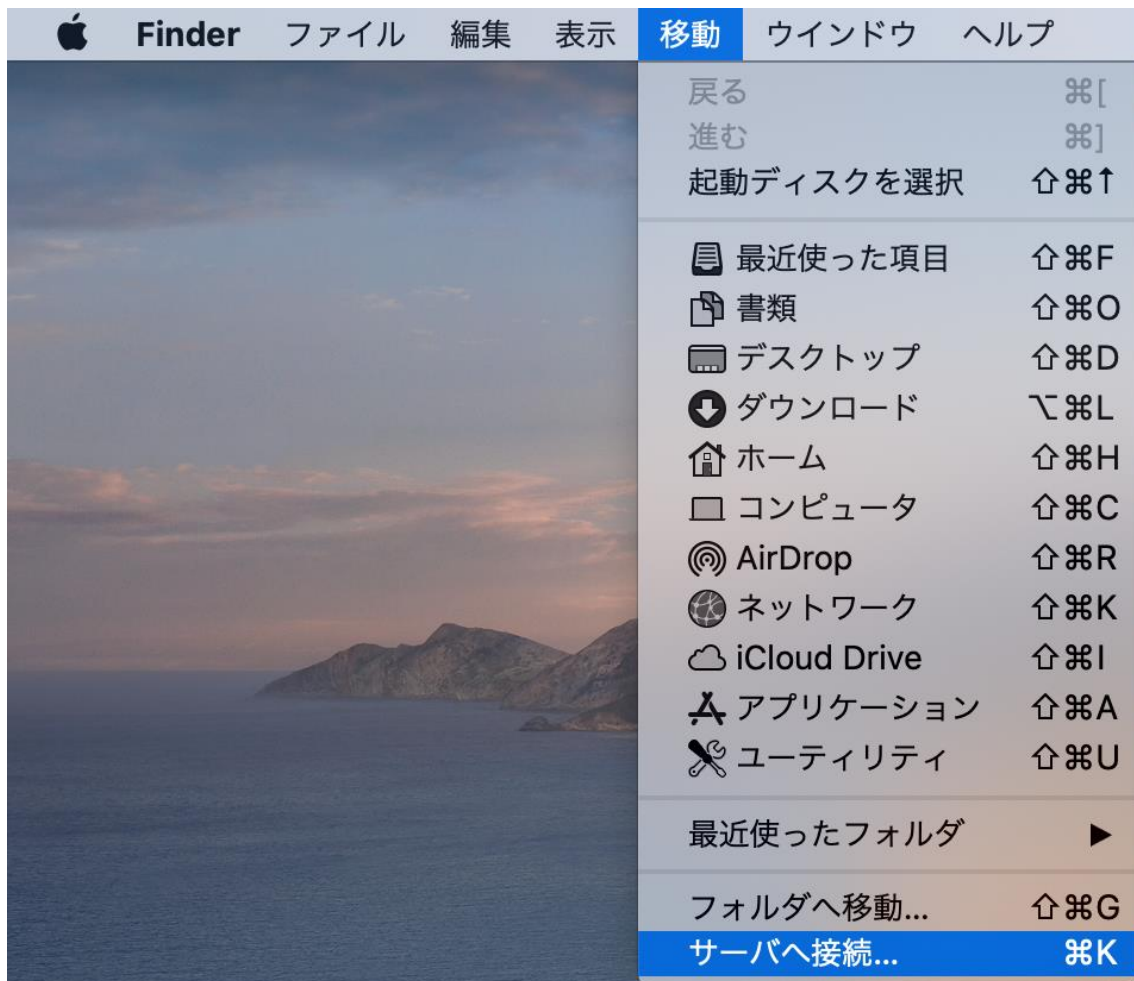 Finder ファイル 編集 表示 移動 ウインドウ ヘルプ
戻る ⌘[
進む ⌘]
起動ディスクを選択 ⇧⌘↑
最近使った項目 ⇧⌘F
書類 ⇧⌘O
デスクトップ ⇧⌘D
ダウンロード ⌥⌘L
ホーム ⇧⌘H
コンピュータ ⇧⌘C
AirDrop ⇧⌘R
ネットワーク ⇧⌘K
iCloud Drive ⇧⌘I
アプリケーション ⇧⌘A
ユーティリティ ⇧⌘U
最近使ったフォルダ ▶
フォルダへ移動... ⇧⌘G
サーバへ接続... ⌘K